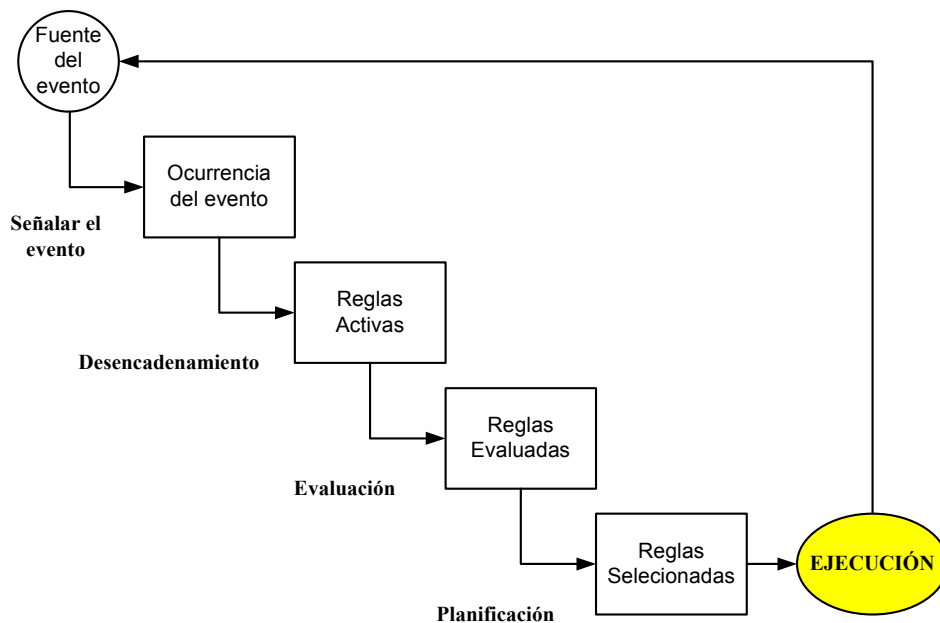 Fuente
del
evento
Ocurrencia
del evento
Señalar el
evento
Reglas
Activas
Desencadenamiento
Reglas
Evaluadas
Evaluación
Reglas
Selecionadas
EJECUCIÓN
Planificación